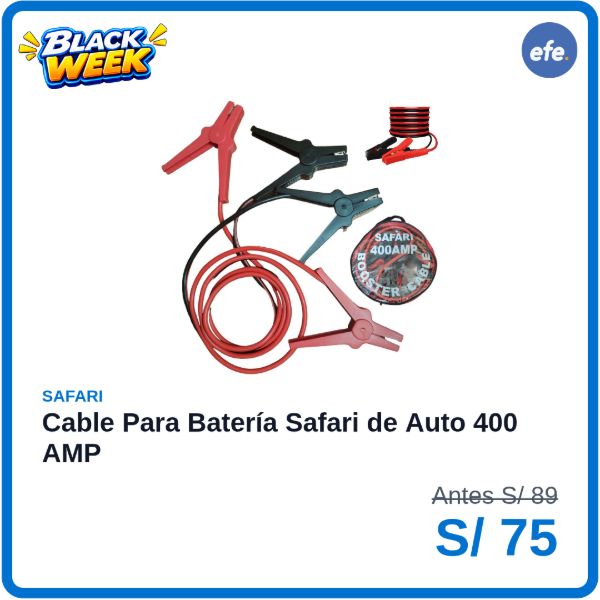 BLACK
WEEK
efe.
SAFARI
400AMP
BOOSTER CABLE
SAFARI
Cable Para Batería Safari de Auto 400
AMP
Antes S/ 89
S/ 75